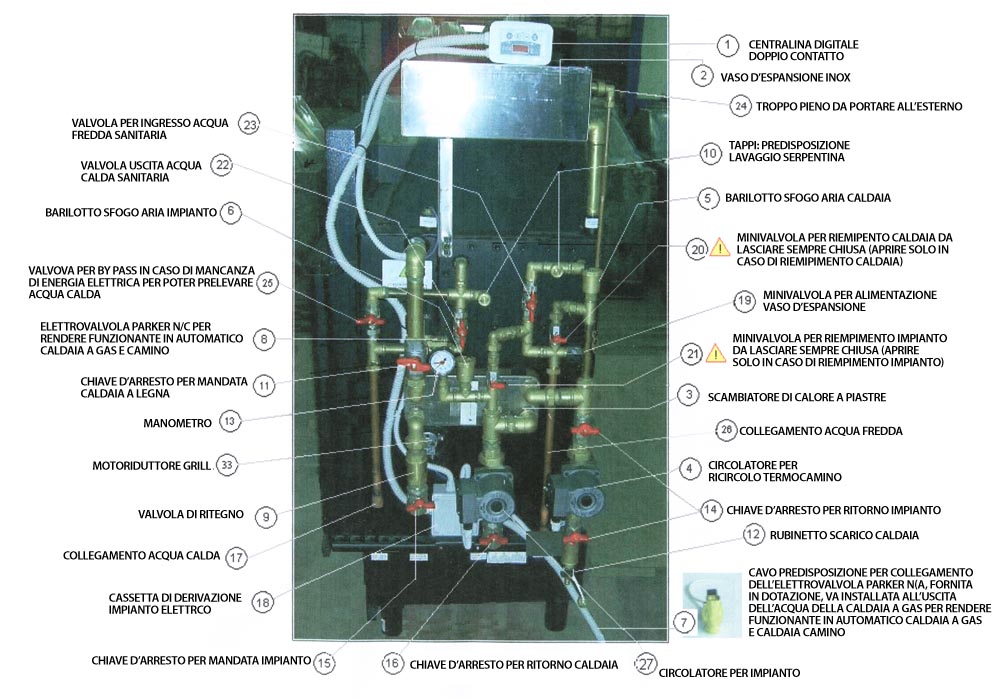 1 CENTRALINA DIGITALE
DOPPIO CONTATTO
2 VASO D'ESPANSIONE INOX
24 TROPPO PIENO DA PORTARE ALL'ESTERNO
VALVOLA PER INGRESSO ACQUA 23
FREDDA SANITARIA
10 TAPPI: PREDISPOSIZIONE
LAVAGGIO SERPENTINA
VALVOLA USCITA ACQUA 22
CALDA SANITARIA
5 BARILOTTO SFOGO ARIA CALDAIA
BARILOTTO SFOGO ARIA IMPIANTO 6
20 MINIVALVOLA PER RIEMIPENTO CALDAIA DA
LASCIARE SEMPRE CHIUSA (APRIRE SOLO IN
CASO DI RIEMIPIMENTO CALDAIA)
VALVOVA PER BY PASS IN CASO DI MANCANZA
DI ENERGIA ELETTRICA PER POTER PRELEVARE 25
ACQUA CALDA
19 MINIVALVOLA PER ALIMENTAZIONE
VASO D'ESPANSIONE
ELETTROVALVOLA PARKER N/C PER
RENDERE FUNZIONANTE IN AUTOMATICO 8
CALDAIA A GAS E CAMINO
21 MINIVALVOLA PER RIEMPIMENTO IMPIANTO
DA LASCIARE SEMPRE CHIUSA (APRIRE
SOLO IN CASO DI RIEMPIMENTO IMPIANTO)
CHIAVE D'ARRESTO PER MANDATA 11
CALDAIA A LEGNA
3 SCAMBIATORE DI CALORE A PIASTRE
MANOMETRO 13
26 COLLEGAMENTO ACQUA FREDDA
MOTORIDUTTORE GRILL 33
4 CIRCOLATORE PER
RICIRCOLO TERMOCAMINO
VALVOLA DI RITEGNO 9
14 CHIAVE D'ARRESTO PER RITORNO IMPIANTO
12 RUBINETTO SCARICO CALDAIA
COLLEGAMENTO ACQUA CALDA 17
CASSETTA DI DERIVAZIONE 18
IMPIANTO ELETTRCO
7 CAVO PREDISPOSIZIONE PER COLLEGAMENTO
DELL'ELETTROVALVOLA PARKER N(A, FORNITA
IN DOTAZIONE, VA INSTALLATA ALL'USCITA
DELL'ACQUA DELLA CALDAIA A GAS PER RENDERE
FUNZIONANTE IN AUTOMATICO CALDAIA A GAS
E CALDAIA CAMINO
CHIAVE D'ARRESTO PER MANDATA IMPIANTO 15
16 CHIAVE D'ARRESTO PER RITORNO CALDAIA
27 CIRCOLATORE PER IMPIANTO